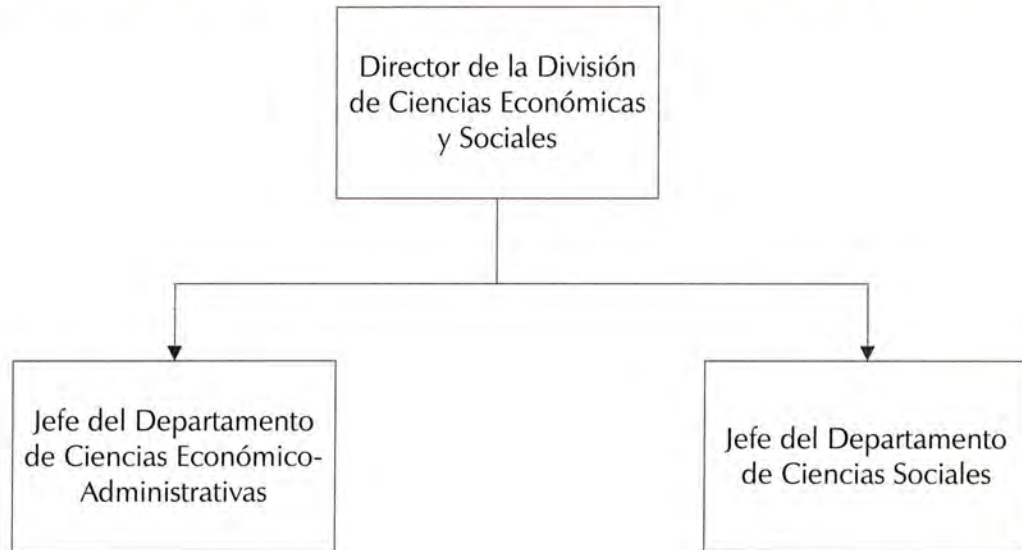 Director de la División
de Ciencias Económicas
y Sociales
Jefe del Departamento
de Ciencias Económico-
Administrativas
Jefe del Departamento
de Ciencias Sociales